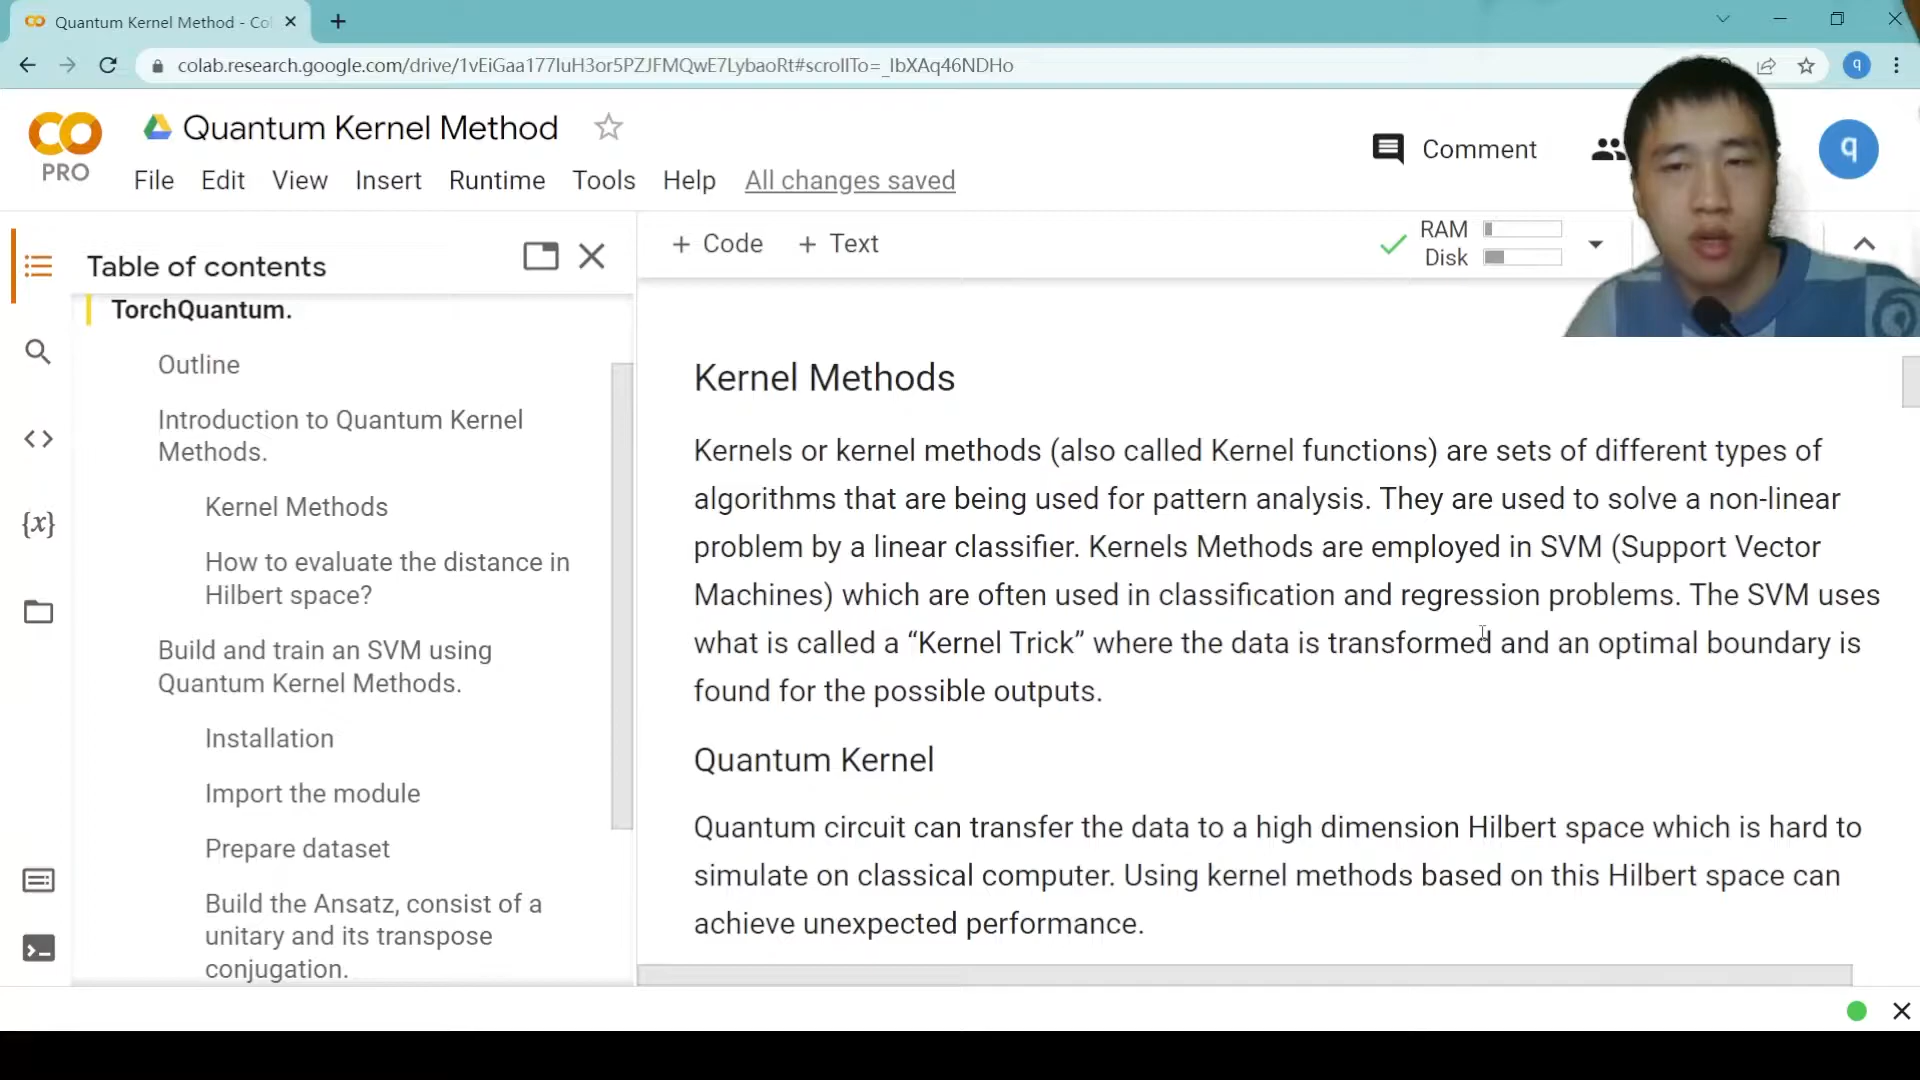 Quantum Kernel Method - Co
colab.research.google.com/drive/1vEiGaa177IuH3or5PZJFMQwE7LybaoRt#scrollTo=_IbXAq46NDHo
q
PRO
Quantum Kernel Method
File Edit View Insert Runtime Tools Help All changes saved
Comment
q
Table of contents
TorchQuantum.
Outline
Introduction to Quantum Kernel
Methods.
Kernel Methods
How to evaluate the distance in
Hilbert space?
Build and train an SVM using
Quantum Kernel Methods.
Installation
Import the module
Prepare dataset
Build the Ansatz, consist of a
unitary and its transpose
conjugation.
{x}
+ Code + Text
RAM
Disk
Kernel Methods
Kernels or kernel methods (also called Kernel functions) are sets of different types of
algorithms that are being used for pattern analysis. They are used to solve a non-linear
problem by a linear classifier. Kernels Methods are employed in SVM (Support Vector
Machines) which are often used in classification and regression problems. The SVM uses
what is called a “Kernel Trick” where the data is transformed and an optimal boundary is
found for the possible outputs.
Quantum Kernel
Quantum circuit can transfer the data to a high dimension Hilbert space which is hard to
simulate on classical computer. Using kernel methods based on this Hilbert space can
achieve unexpected performance.